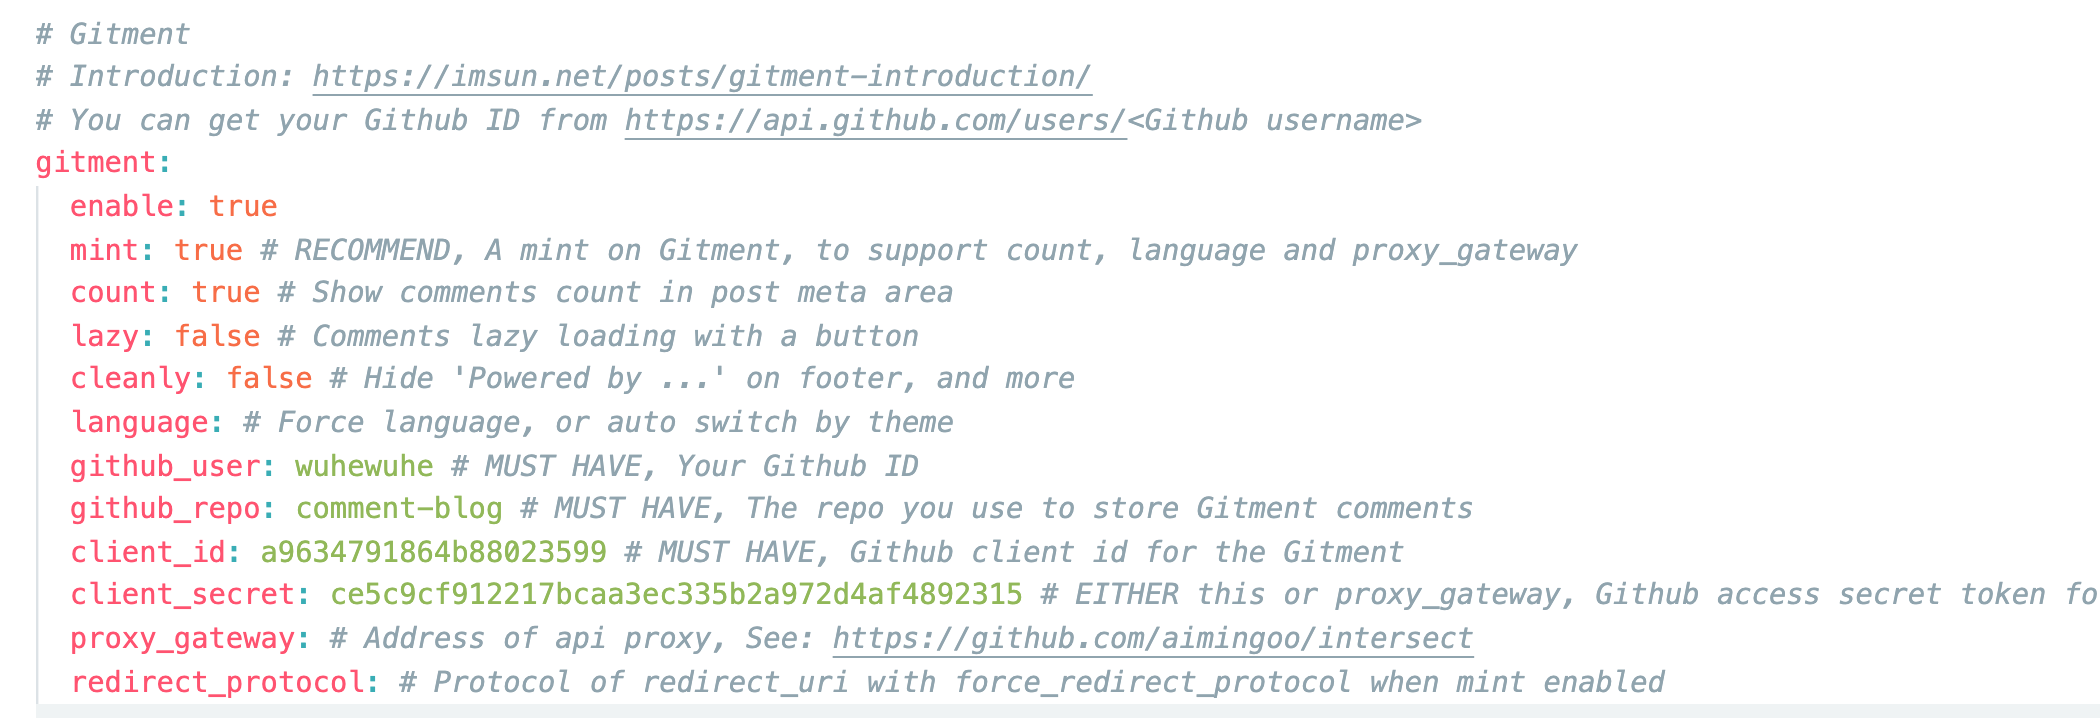 # Gitment
# Introduction: https://imsun.net/posts/gitment-introduction/
# You can get your Github ID from https://api.github.com/users/<Github username>
gitment:
  enable: true
  mint: true # RECOMMEND, A mint on Gitment, to support count, language and proxy_gateway
  count: true # Show comments count in post meta area
  lazy: false # Comments lazy loading with a button
  cleanly: false # Hide 'Powered by ...' on footer, and more
  language: # Force language, or auto switch by theme
  github_user: wuhewuhe # MUST HAVE, Your Github ID
  github_repo: comment-blog # MUST HAVE, The repo you use to store Gitment comments
  client_id: a9634791864b88023599 # MUST HAVE, Github client id for the Gitment
  client_secret: ce5c9cf912217bcaa3ec335b2a972d4af4892315 # EITHER this or proxy_gateway, Github access secret token fo
  proxy_gateway: # Address of api proxy, See: https://github.com/aimingoo/intersect
  redirect_protocol: # Protocol of redirect_uri with force_redirect_protocol when mint enabled